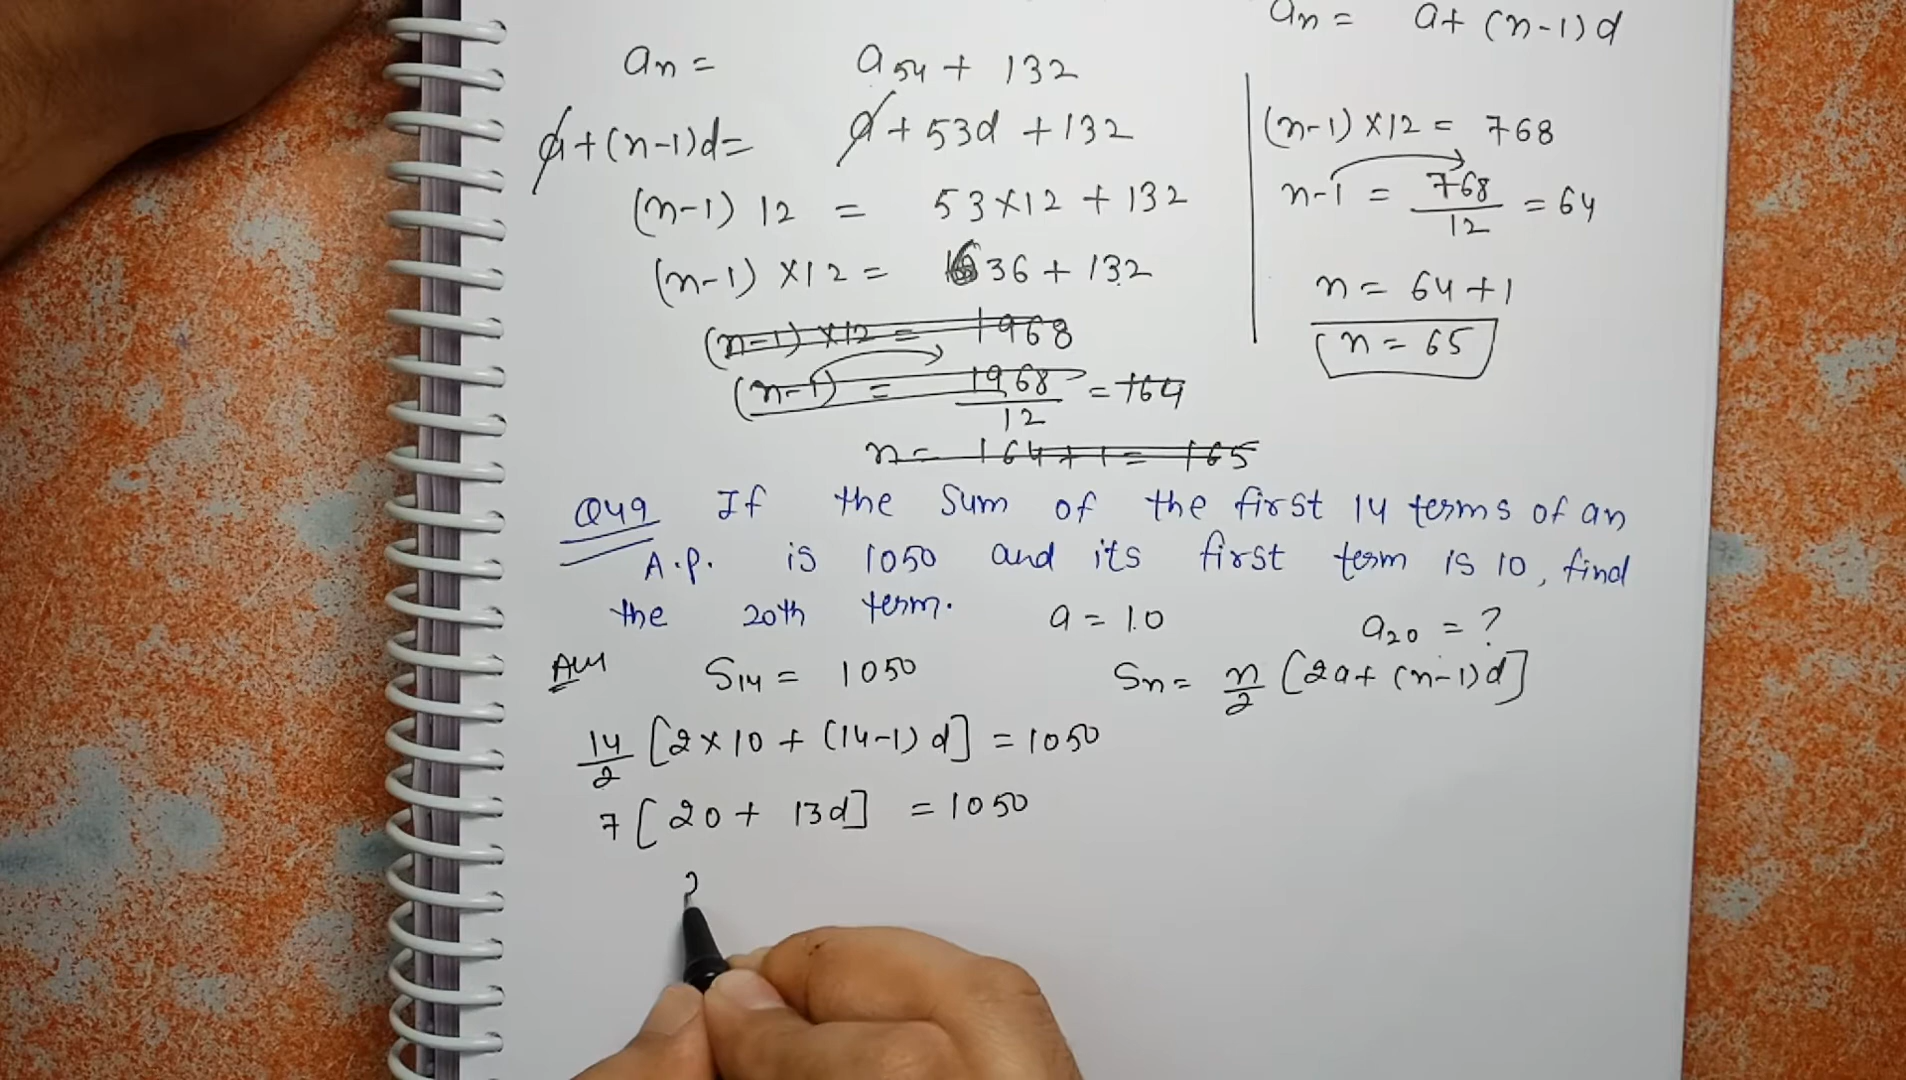 an = a54 + 132
an = a + (n-1)d
a + (n-1)d = a + 53d + 132
(n-1) 12 = 53×12 + 132
(n-1) ×12 = 636 + 132
(n-1) ×12 = 1968
(n-1) = 1968/12 = 164
n = 164 + 1 = 165
(n-1) ×12 = 768
n-1 = 768/12 = 64
n = 64 + 1
n = 65
Q49 If the sum of the first 14 terms of an
A.P. is 1050 and its first term is 10, find
the 20th term. a = 10 a20 = ?
Ans S14 = 1050 Sn = n/2 [2a + (n-1)d]
14/2 [2×10 + (14-1) d] = 1050
7 [20 + 13d] = 1050